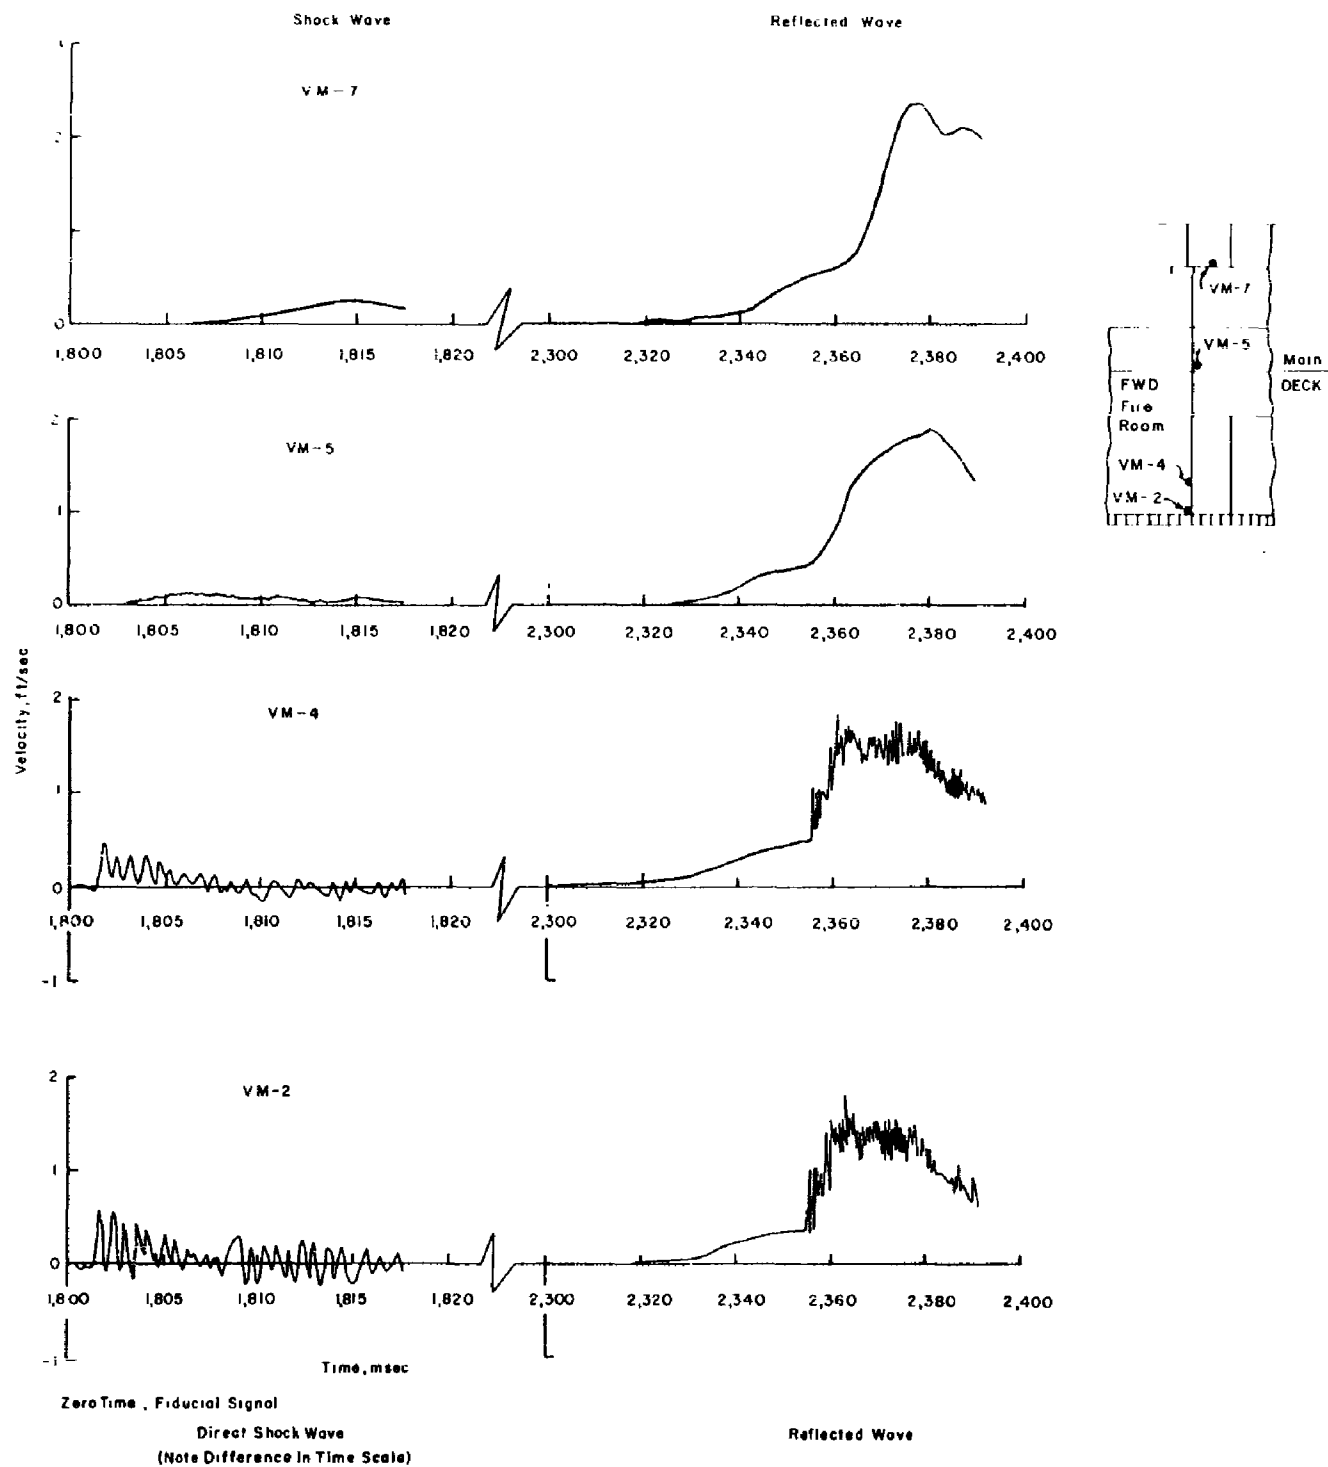 Shock Wave
Reflected Wave
VM-7
0
1,800 1,805 1,810 1,815 1,820 2,300 2,320 2,340 2,360 2,380 2,400
VM-7
VM-5
Main
DECK
FWD
Fire
Room
VM-4
VM-2
VM-5
1
0
1,800 1,805 1,810 1,815 1,820 2,300 2,320 2,340 2,360 2,380 2,400
Velocity, ft/sec
2
VM-4
1
0
1,800 1,805 1,810 1,815 1,820 2,300 2,320 2,340 2,360 2,380 2,400
-1
2
VM-2
1
0
1,800 1,805 1,810 1,815 1,820 2,300 2,320 2,340 2,360 2,380 2,400
-1
Time, msec
Zero Time, Fiducial Signal
Direct Shock Wave
(Note Difference In Time Scale)
Reflected Wave